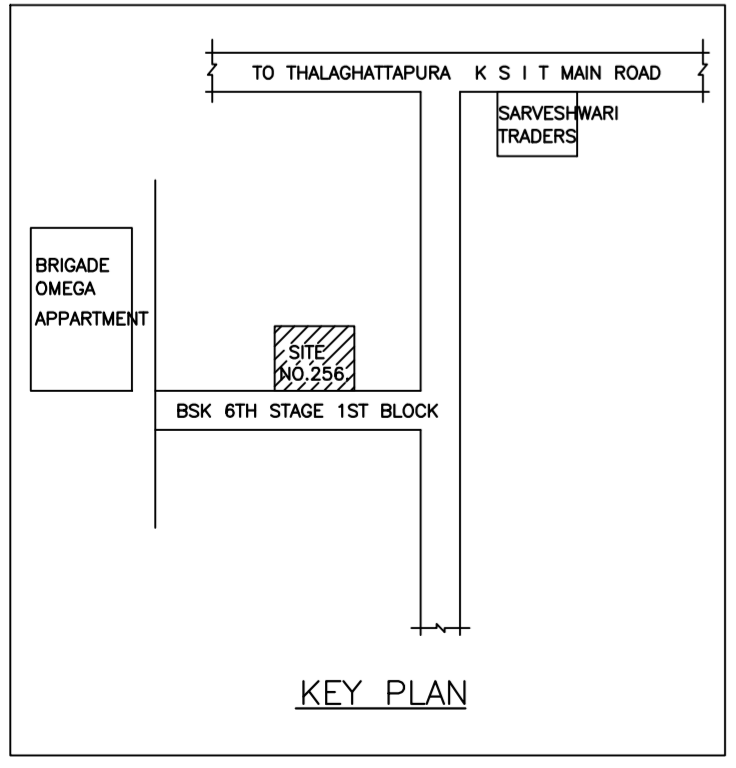 TO THALAGHATTAPURA K S I T MAIN ROAD
SARVESHWARI
TRADERS
BRIGADE
OMEGA
APPARTMENT
SITE
NO.256.
BSK 6TH STAGE 1ST BLOCK
KEY PLAN